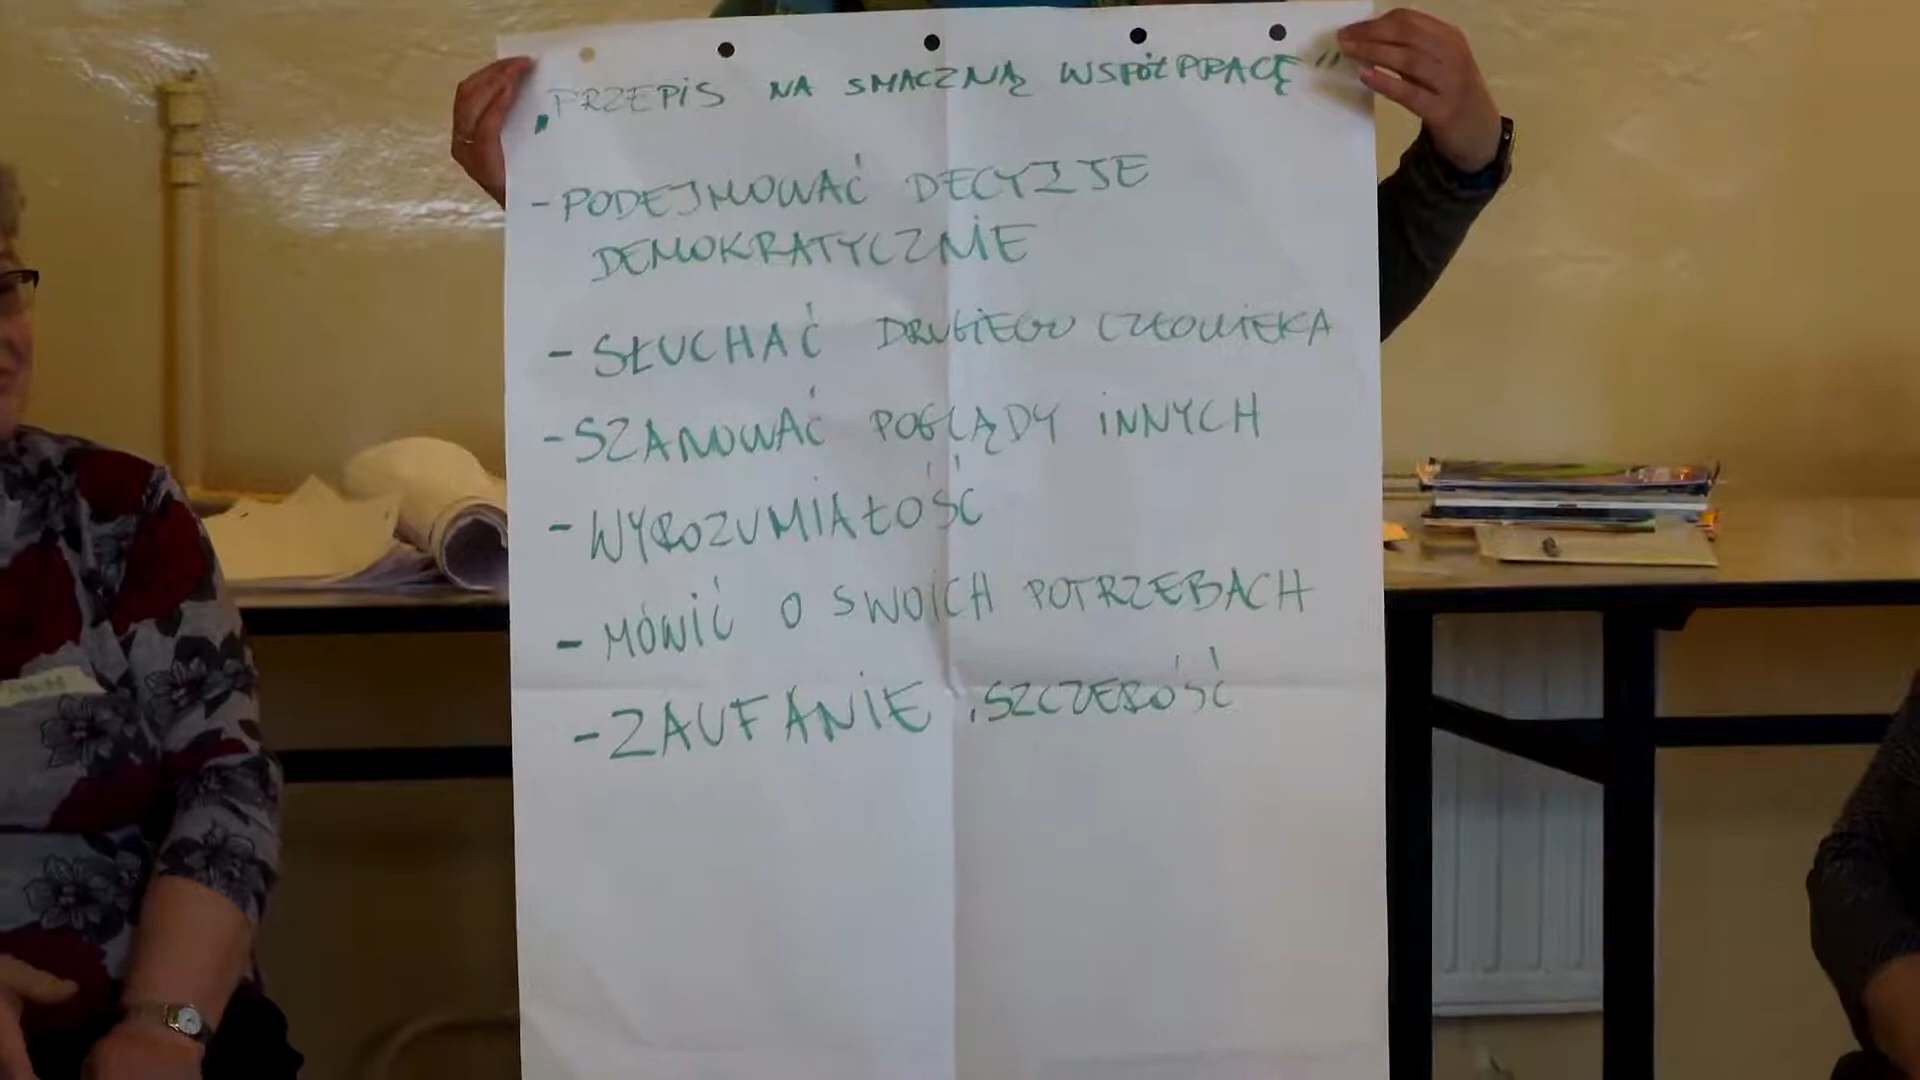 „PRZEPIS NA SMACZNĄ WSPÓŁPRACĘ”
- PODEJMOWAĆ DECYZJE
DEMOKRATYCZNIE
- SŁUCHAĆ DRUGIEGO CZŁOWIEKA
- SZANOWAĆ POGLĄDY INNYCH
- WYROZUMIAŁOŚĆ
- MÓWIĆ O SWOICH POTRZEBACH
- ZAUFANIE, SZCZEROŚĆ